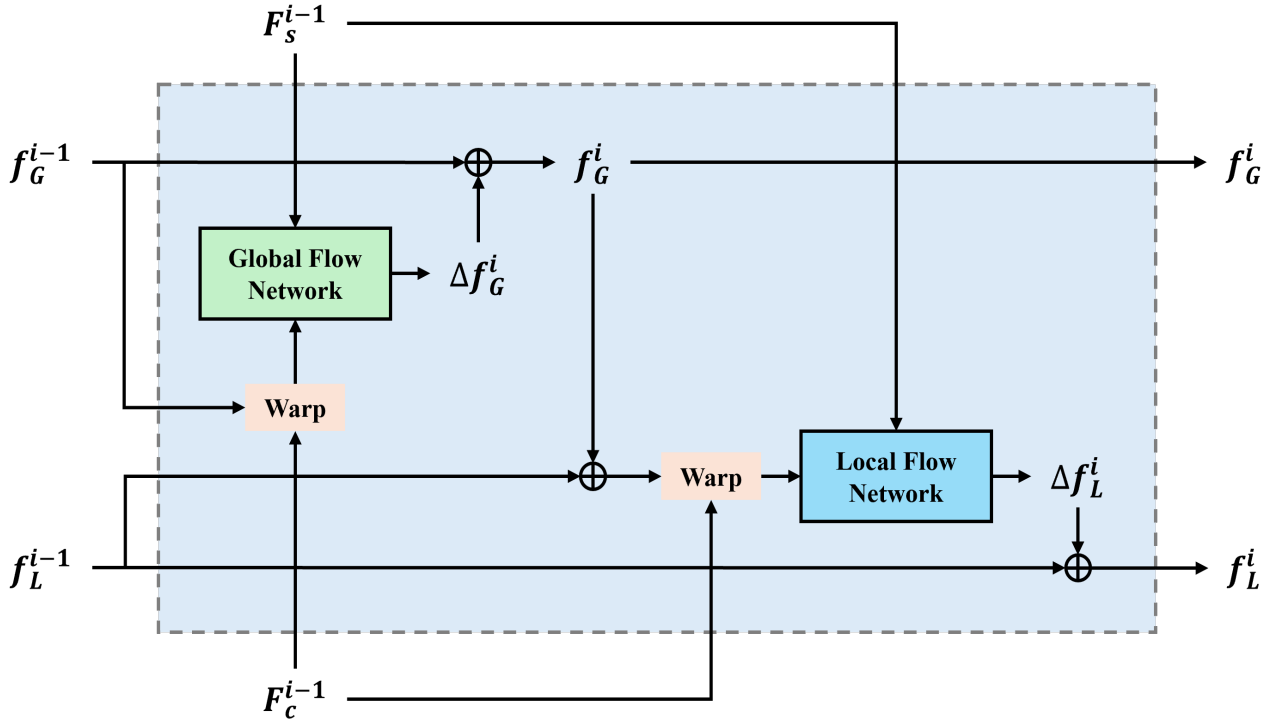 F_s^{i-1}
f_G^{i-1}
f_G^i
f_G^i
Global Flow
Network
Δf_G^i
Warp
Local Flow
Network
Warp
Δf_L^i
f_L^{i-1}
f_L^i
F_c^{i-1}